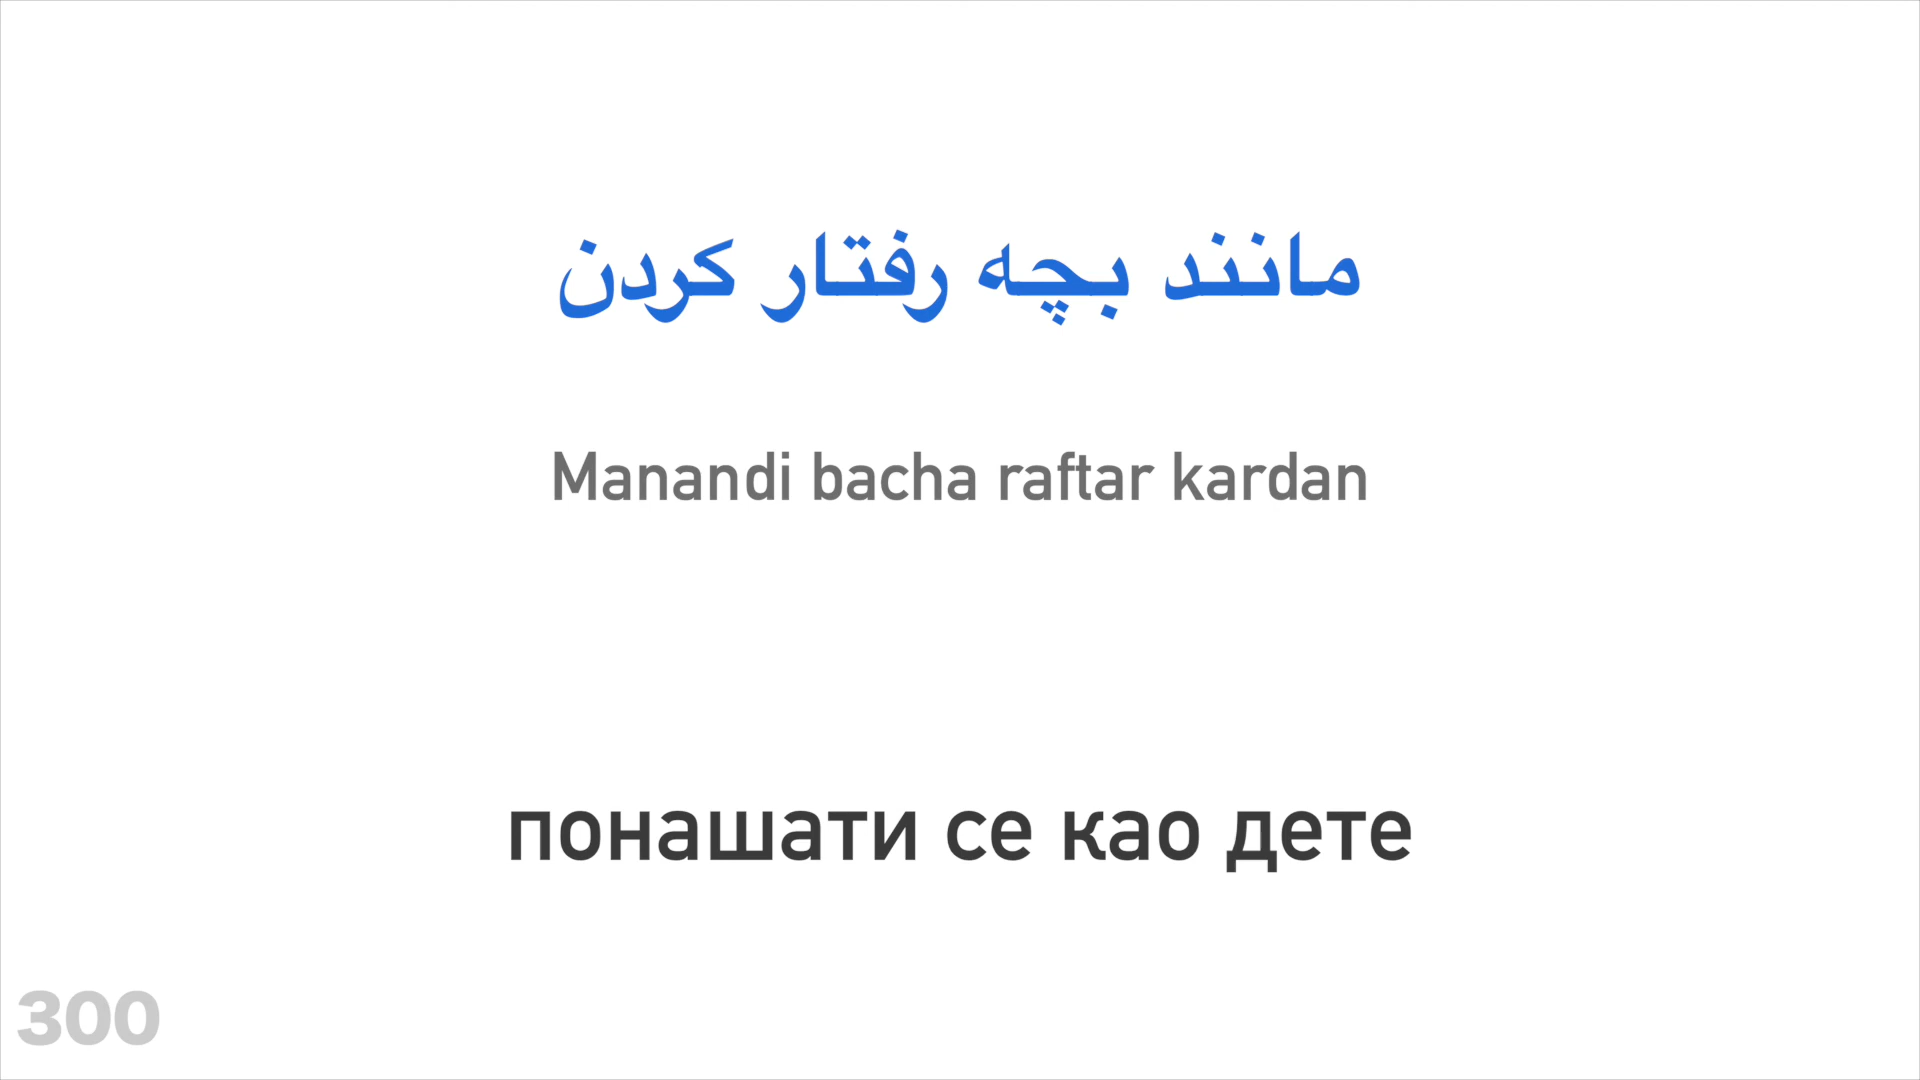 مانند بچه رفتار کردن
Manandi bacha raftar kardan
понашати се као дете
300